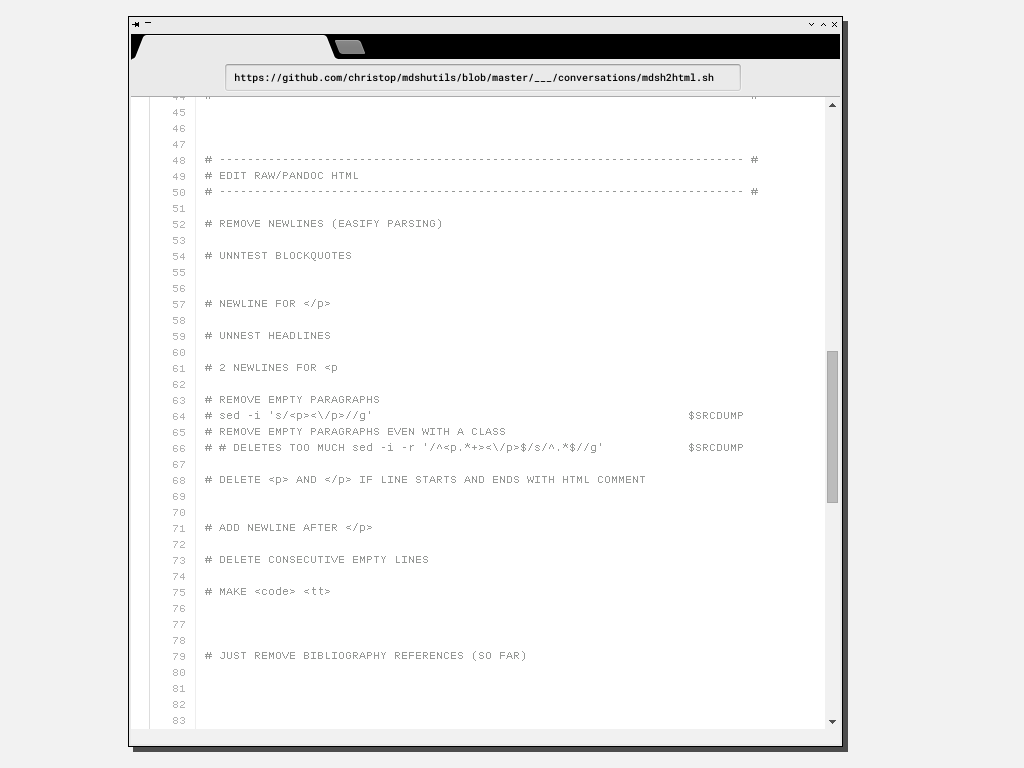 https://github.com/christop/mdshutils/blob/master/___/conversations/mdsh2html.sh
44 # #
45
46
47
48 # --------------------------------------------------------------------------- #
49 # EDIT RAW/PANDOC HTML
50 # --------------------------------------------------------------------------- #
51
52 # REMOVE NEWLINES (EASIFY PARSING)
53
54 # UNNTEST BLOCKQUOTES
55
56
57 # NEWLINE FOR </p>
58
59 # UNNEST HEADLINES
60
61 # 2 NEWLINES FOR <p
62
63 # REMOVE EMPTY PARAGRAPHS
64 # sed -i 's/<p><\/p>//g' $SRCDUMP
65 # REMOVE EMPTY PARAGRAPHS EVEN WITH A CLASS
66 # # DELETES TOO MUCH sed -i -r '/^<p.*+><\/p>$/s/^.*$//g' $SRCDUMP
67
68 # DELETE <p> AND </p> IF LINE STARTS AND ENDS WITH HTML COMMENT
69
70
71 # ADD NEWLINE AFTER </p>
72
73 # DELETE CONSECUTIVE EMPTY LINES
74
75 # MAKE <code> <tt>
76
77
78
79 # JUST REMOVE BIBLIOGRAPHY REFERENCES (SO FAR)
80
81
82
83